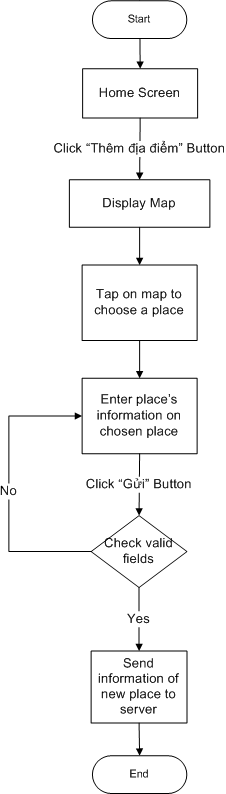 Start
Home Screen
Click “Thêm địa điểm” Button
Display Map
Tap on map to
choose a place
Enter place’s
information on
chosen place
Click “Gửi” Button
No
Check valid
fields
Yes
Send
information of
new place to
server
End